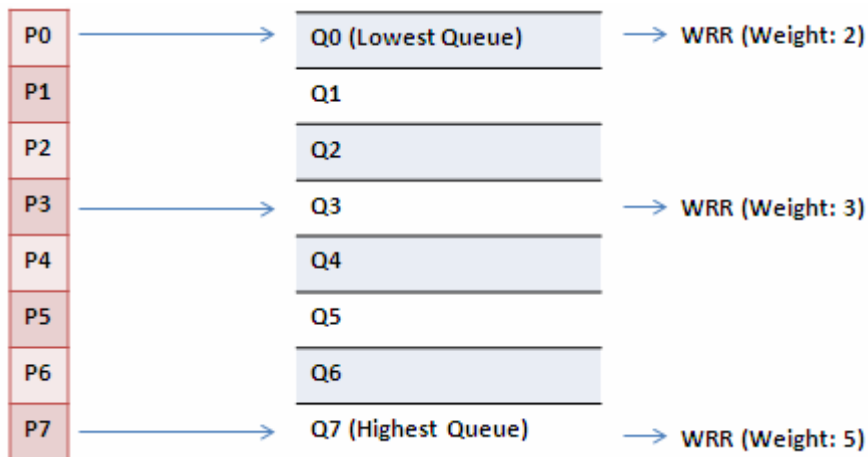 P0 Q0 (Lowest Queue) WRR (Weight: 2)
P1 Q1
P2 Q2
P3 Q3 WRR (Weight: 3)
P4 Q4
P5 Q5
P6 Q6
P7 Q7 (Highest Queue) WRR (Weight: 5)